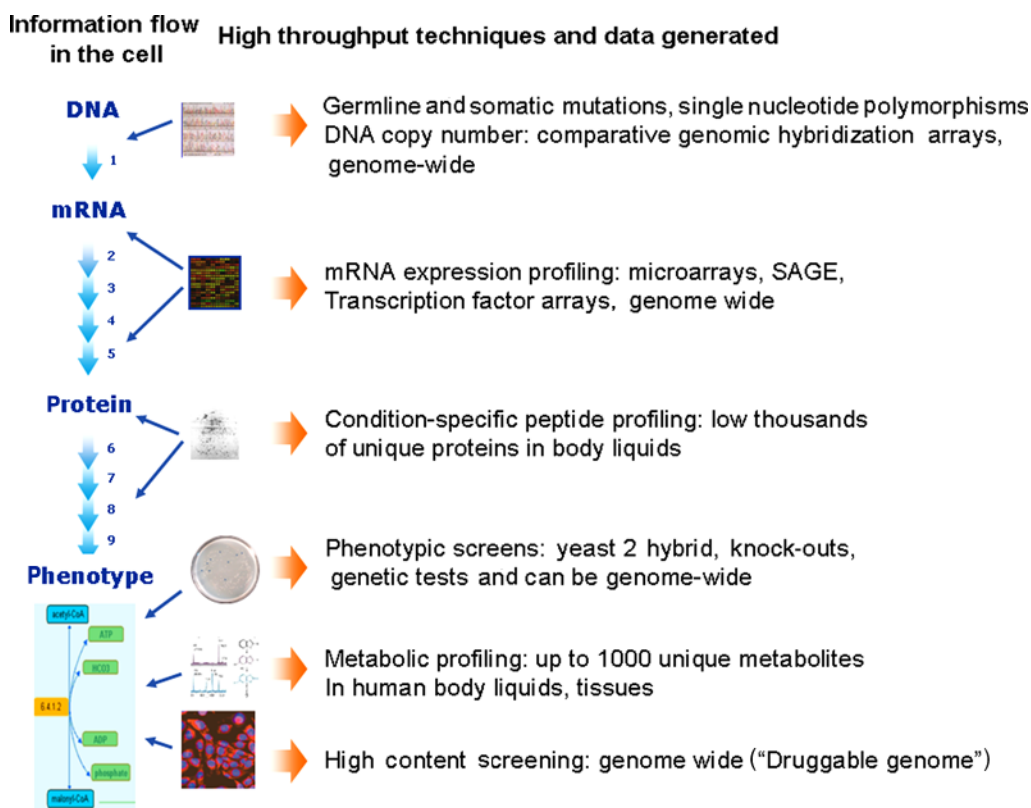 Information flow
in the cell
High throughput techniques and data generated
DNA
1
Germline and somatic mutations, single nucleotide polymorphisms
DNA copy number: comparative genomic hybridization arrays,
genome-wide
mRNA
2
3
4
5
mRNA expression profiling: microarrays, SAGE,
Transcription factor arrays, genome wide
Protein
6
7
8
9
Condition-specific peptide profiling: low thousands
of unique proteins in body liquids
Phenotype
Phenotypic screens: yeast 2 hybrid, knock-outs,
genetic tests and can be genome-wide
acetyl-CoA
ATP
HCO3
6.4.1.2
ADP
phosphate
malonyl-CoA
Metabolic profiling: up to 1000 unique metabolites
In human body liquids, tissues
High content screening: genome wide (“Druggable genome”)